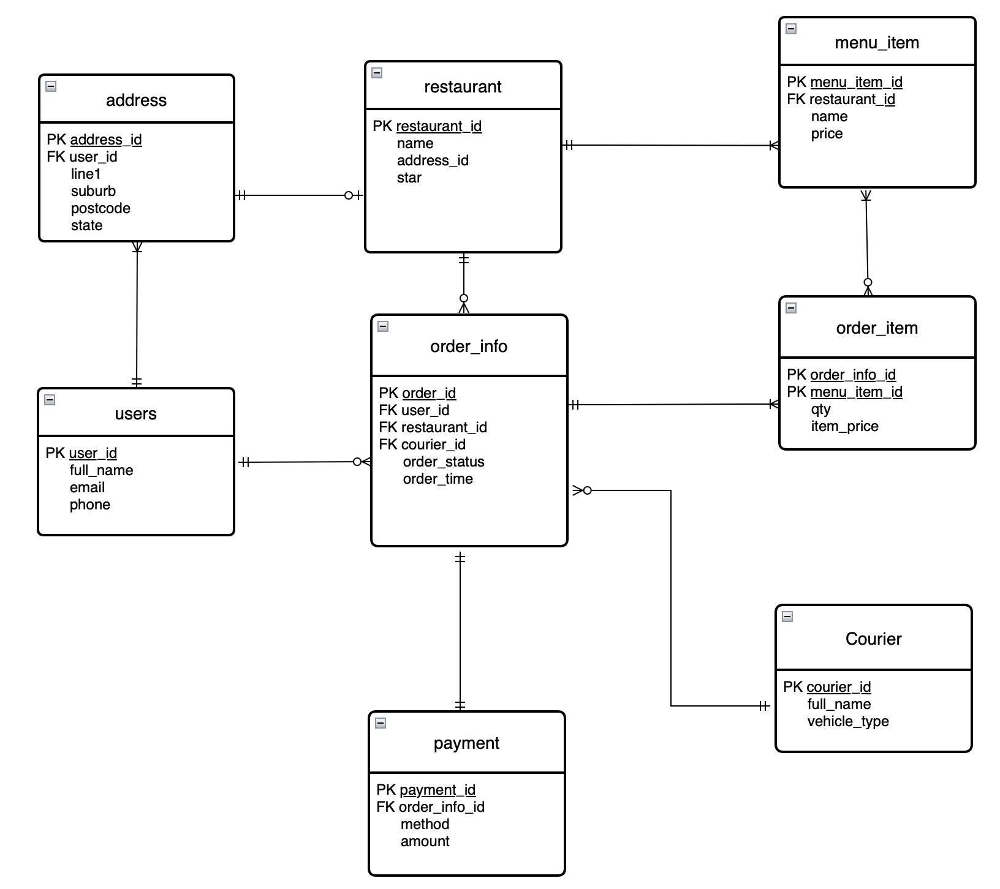 address
PK address_id
FK user_id
line1
suburb
postcode
state
restaurant
PK restaurant_id
name
address_id
star
menu_item
PK menu_item_id
FK restaurant_id
name
price
users
PK user_id
full_name
email
phone
order_info
PK order_id
FK user_id
FK restaurant_id
FK courier_id
order_status
order_time
order_item
PK order_info_id
PK menu_item_id
qty
item_price
payment
PK payment_id
FK order_info_id
method
amount
Courier
PK courier_id
full_name
vehicle_type